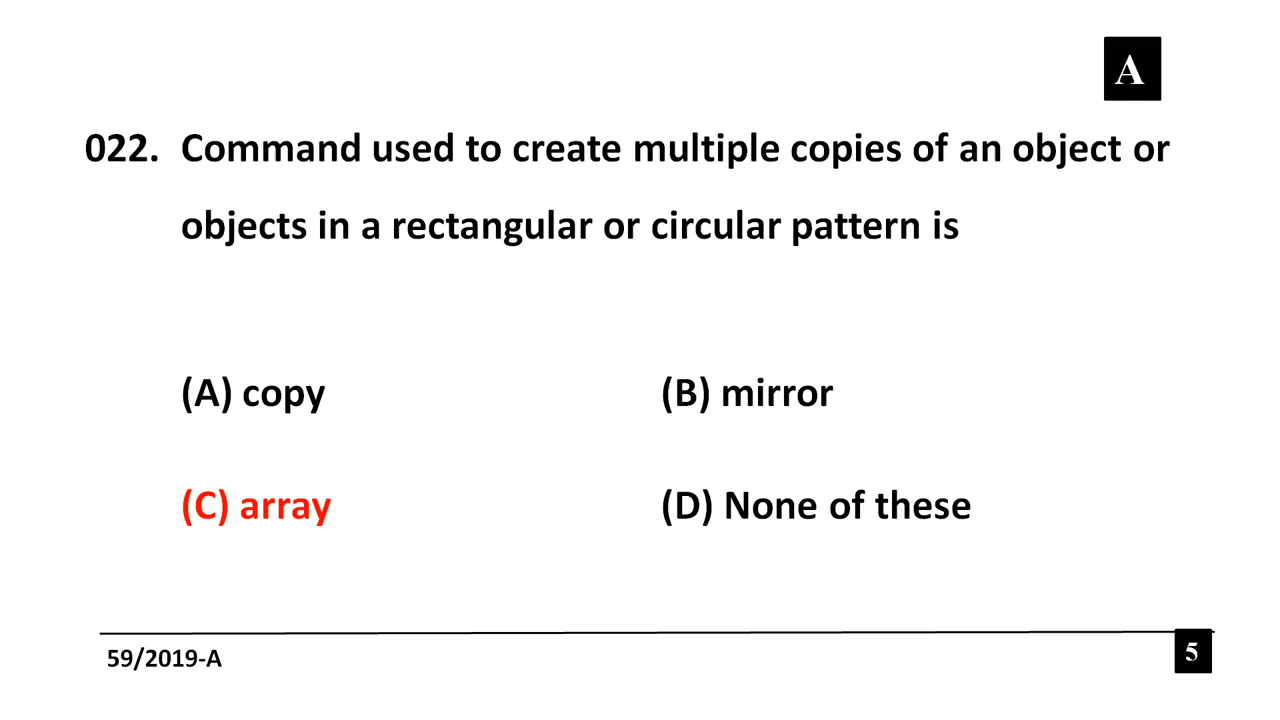 A
022. Command used to create multiple copies of an object or
objects in a rectangular or circular pattern is
(A) copy (B) mirror
(C) array (D) None of these
59/2019-A 5